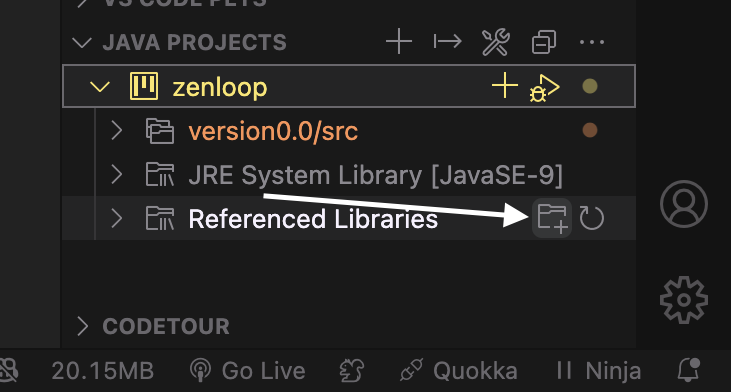 VS CODE PETS
JAVA PROJECTS
zenloop
version0.0/src
JRE System Library [JavaSE-9]
Referenced Libraries
CODETOUR
20.15MB Go Live Quokka Ninja